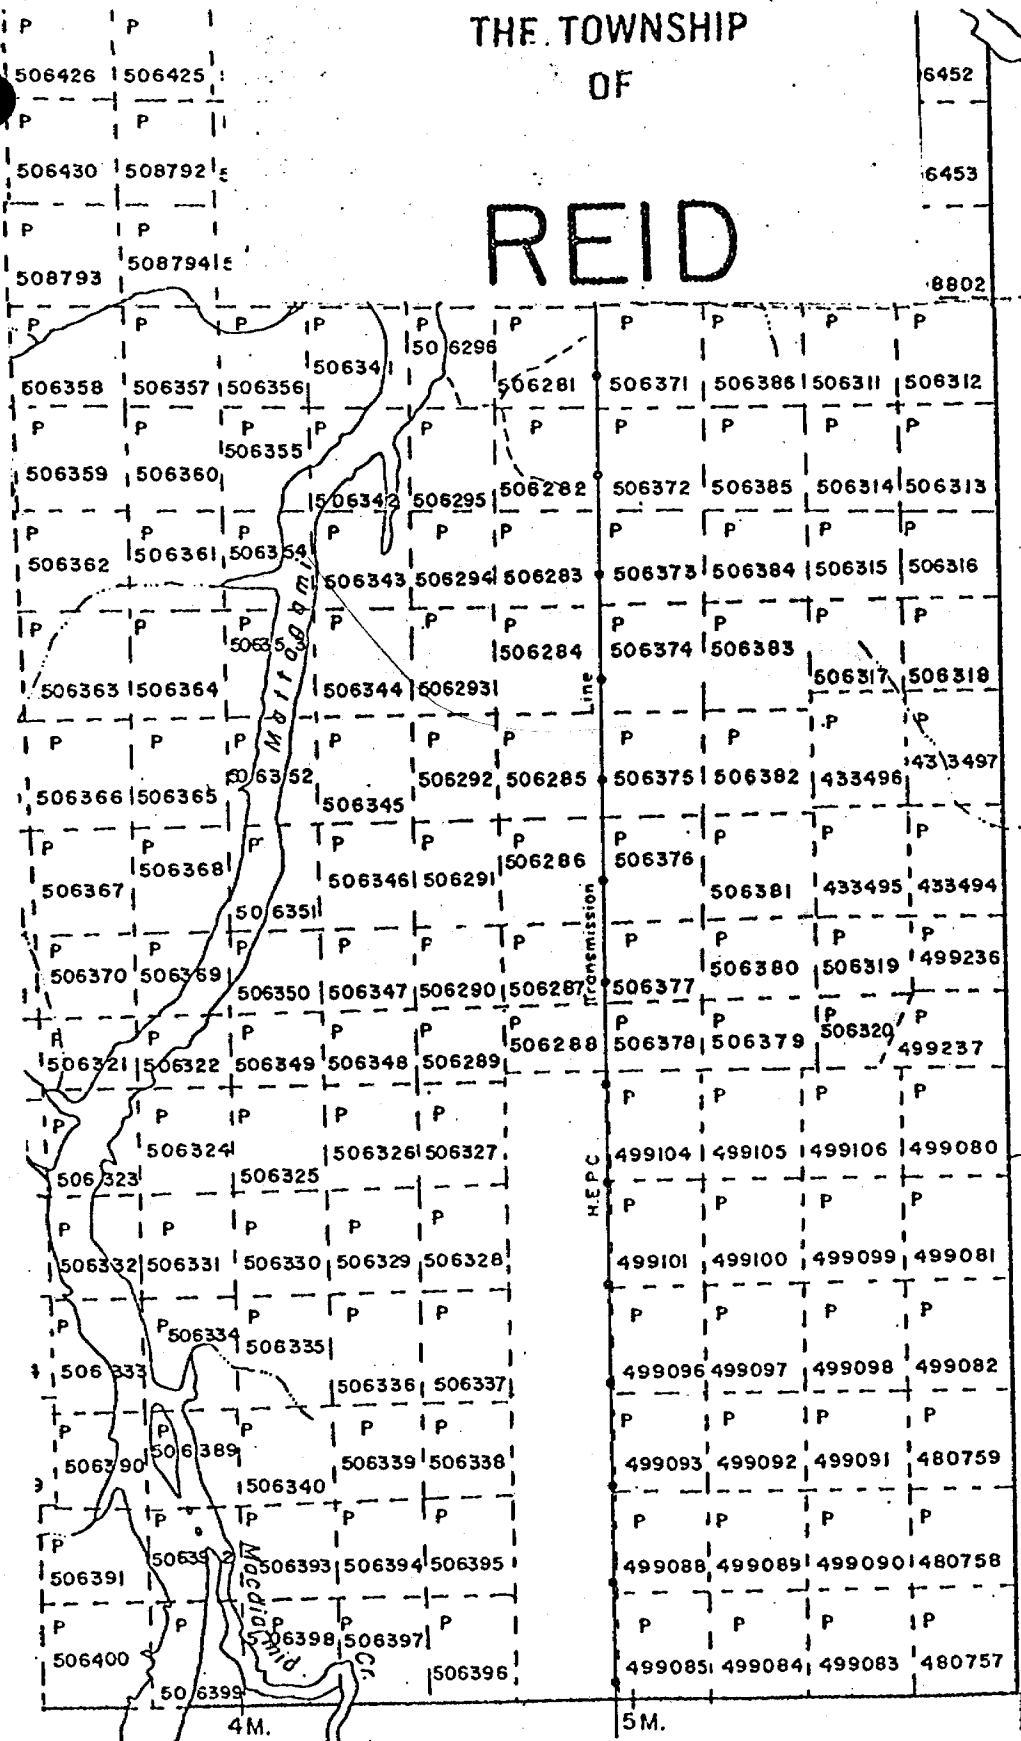 THE TOWNSHIP
OF
REID
P P
506426 506425 6452
P P
506430 508792 6453
P P
508793 508794 8802
P P P P P P P P P P
506358 506357 506356 506341 506296 506281 506371 506386 506311 506312
P P P P P P P P P P
506359 506360 506355 506342 506295 506282 506372 506385 506314 506313
P P P P P P P P P
506362 506361 506354 506343 506294 506283 506373 506384 506315 506316
P P P P P P P P
506363 506364 506353 506344 506293 506284 506374 506383 506317 506318
Mattagami
Line
P P P P P P P P
506366 506365 506352 506345 506292 506285 506375 506382 433496 433497
P P P P P P P P P
506367 506368 506351 506346 506291 506286 506376 506381 433495 433494
Transmission
P P P P P P P P P
506370 506369 506350 506347 506290 506287 506377 506380 506319 499236
P P P P P P P P P P
506321 506322 506349 506348 506289 506288 506378 506379 506320 499237
P P P P P P P P P
506323 506324 506325 506326 506327 499104 499105 499106 499080
H.E.P.C
P P P P P P P P
506332 506331 506330 506329 506328 499101 499100 499099 499081
P P P P P P P P P
506333 506334 506335 506336 506337 499096 499097 499098 499082
P P P P P P P P P
506390 506389 506340 506339 506338 499093 499092 499091 480759
P P P P P P P P P
506391 506392 506393 506394 506395 499088 499089 499090 480758
P P P P P P P P P
506400 506399 506398 506397 506396 499085 499084 499083 480757
Macdiarmid Cr.
4M. 5M.